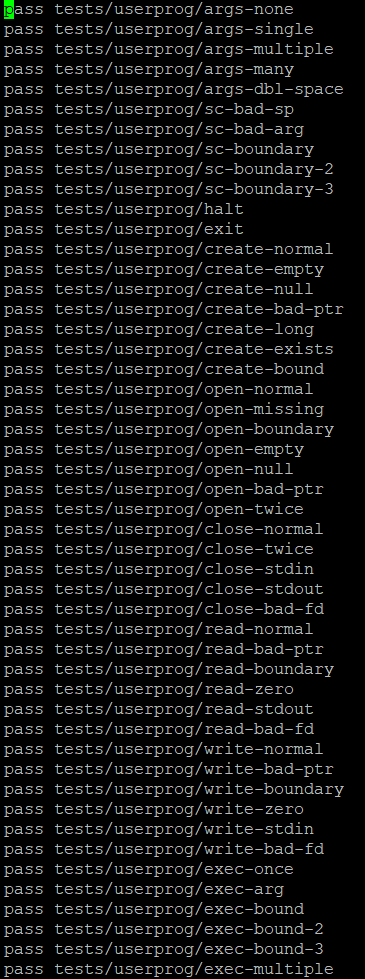 pass tests/userprog/args-none
pass tests/userprog/args-single
pass tests/userprog/args-multiple
pass tests/userprog/args-many
pass tests/userprog/args-dbl-space
pass tests/userprog/sc-bad-sp
pass tests/userprog/sc-bad-arg
pass tests/userprog/sc-boundary
pass tests/userprog/sc-boundary-2
pass tests/userprog/sc-boundary-3
pass tests/userprog/halt
pass tests/userprog/exit
pass tests/userprog/create-normal
pass tests/userprog/create-empty
pass tests/userprog/create-null
pass tests/userprog/create-bad-ptr
pass tests/userprog/create-long
pass tests/userprog/create-exists
pass tests/userprog/create-bound
pass tests/userprog/open-normal
pass tests/userprog/open-missing
pass tests/userprog/open-boundary
pass tests/userprog/open-empty
pass tests/userprog/open-null
pass tests/userprog/open-bad-ptr
pass tests/userprog/open-twice
pass tests/userprog/close-normal
pass tests/userprog/close-twice
pass tests/userprog/close-stdin
pass tests/userprog/close-stdout
pass tests/userprog/close-bad-fd
pass tests/userprog/read-normal
pass tests/userprog/read-bad-ptr
pass tests/userprog/read-boundary
pass tests/userprog/read-zero
pass tests/userprog/read-stdout
pass tests/userprog/read-bad-fd
pass tests/userprog/write-normal
pass tests/userprog/write-bad-ptr
pass tests/userprog/write-boundary
pass tests/userprog/write-zero
pass tests/userprog/write-stdin
pass tests/userprog/write-bad-fd
pass tests/userprog/exec-once
pass tests/userprog/exec-arg
pass tests/userprog/exec-bound
pass tests/userprog/exec-bound-2
pass tests/userprog/exec-bound-3
pass tests/userprog/exec-multiple